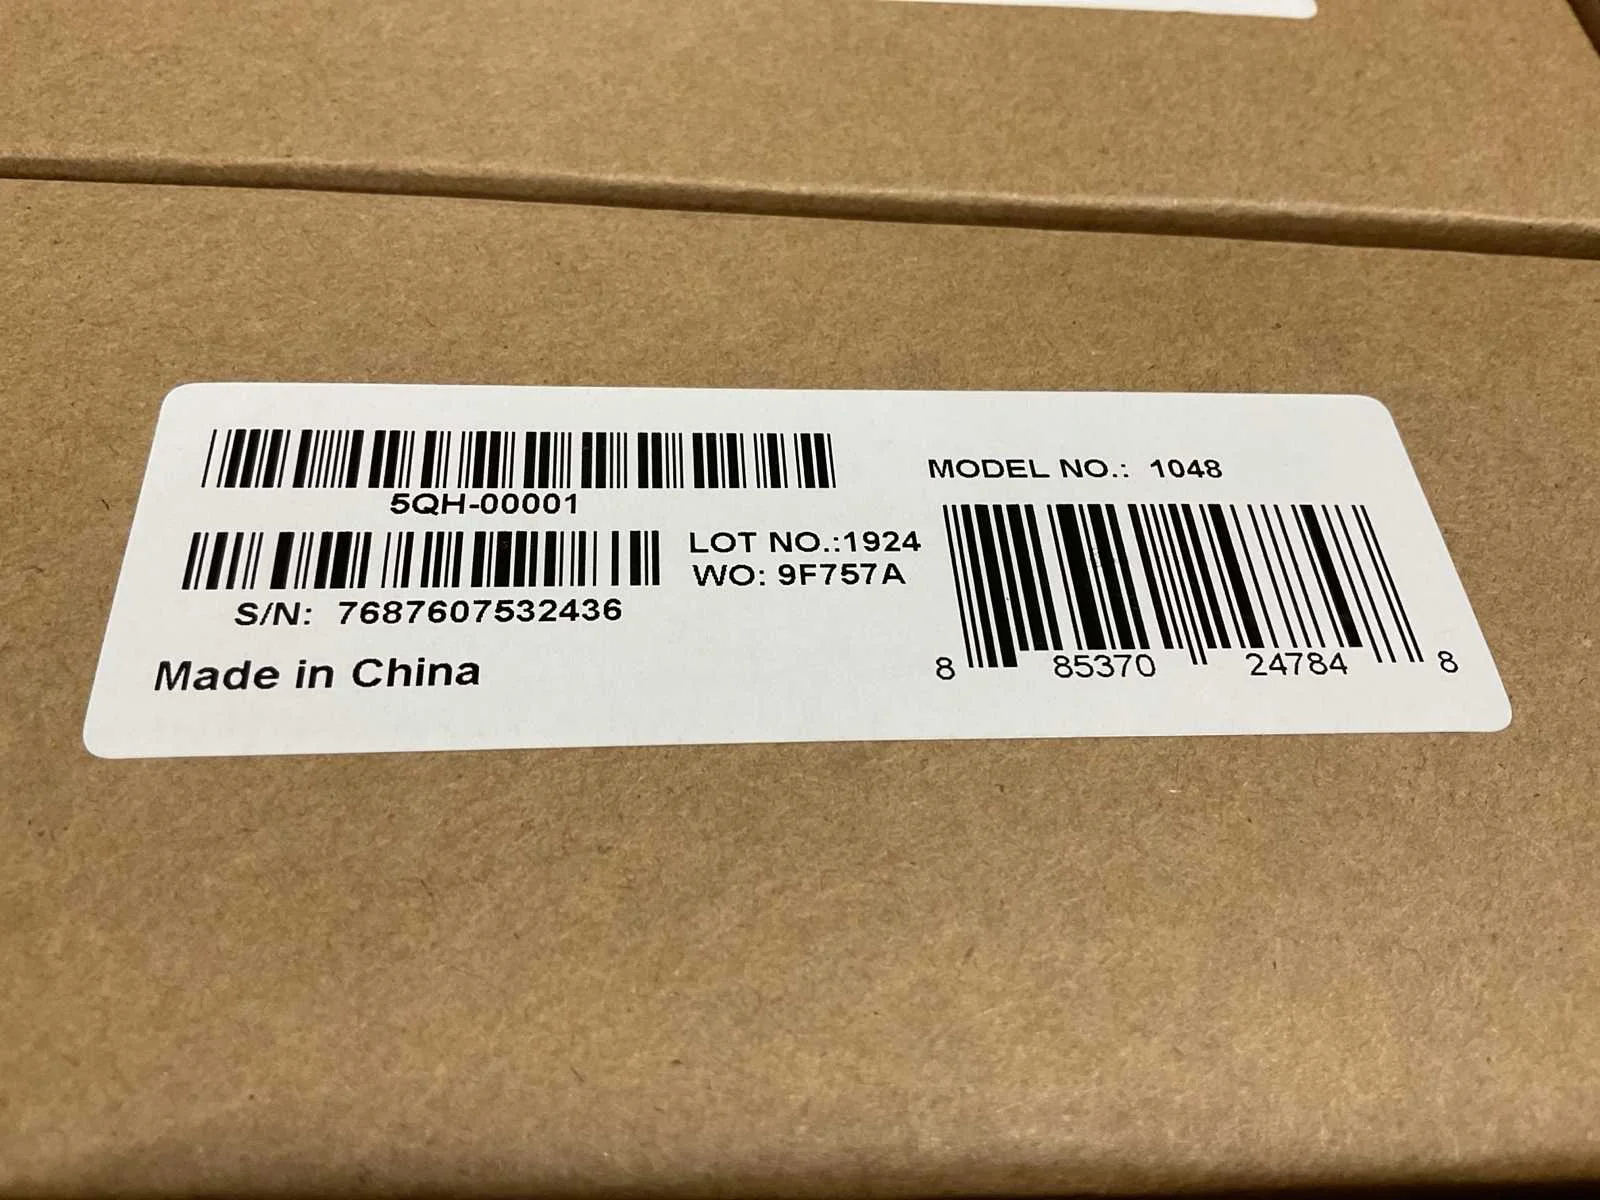 5QH-00001
MODEL NO.: 1048
LOT NO.:1924
WO: 9F757A
S/N: 7687607532436
Made in China
8 85370 24784 8